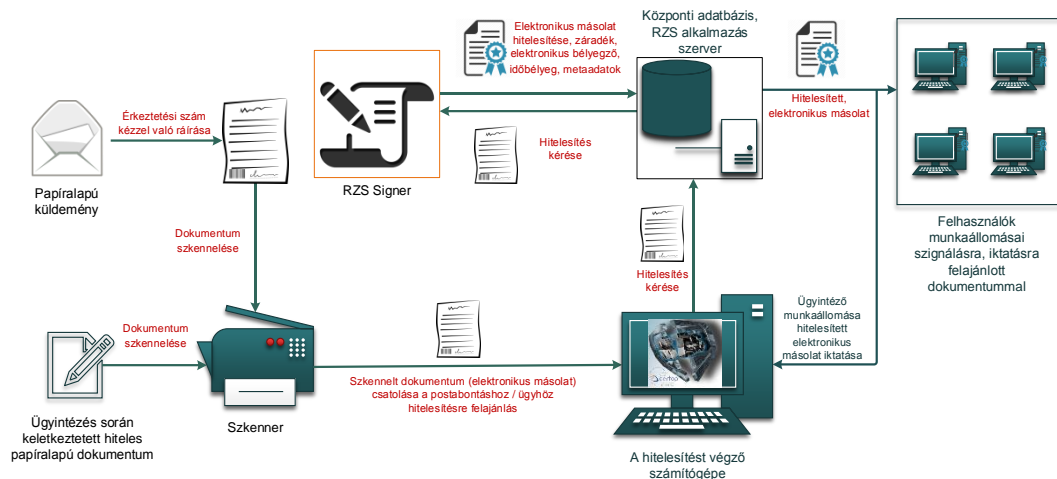 Elektronikus másolat
hitelesítése, záradék,
elektronikus bélyegző,
időbélyeg, metaadatok
Központi adatbázis,
RZS alkalmazás
szerver
Hitelesített,
elektronikus másolat
Érkeztetési szám
kézzel való ráírása
Hitelesítés
kérése
Papíralapú
küldemény
RZS Signer
Felhasználók
munkaállomásai
szignálásra, iktatásra
felajánlott
dokumentummal
Dokumentum
szkennelése
Hitelesítés
kérése
Ügyintéző
munkaállomása
hitelesített
elektronikus
másolat iktatása
Dokumentum
szkennelése
Szkennelt dokumentum (elektronikus másolat)
csatolása a postabontáshoz / ügyhöz
hitelesítésre felajánlás
Ügyintézés során
keletkeztetett hiteles
papíralapú dokumentum
Szkenner
A hitelesítést végző
számítógépe